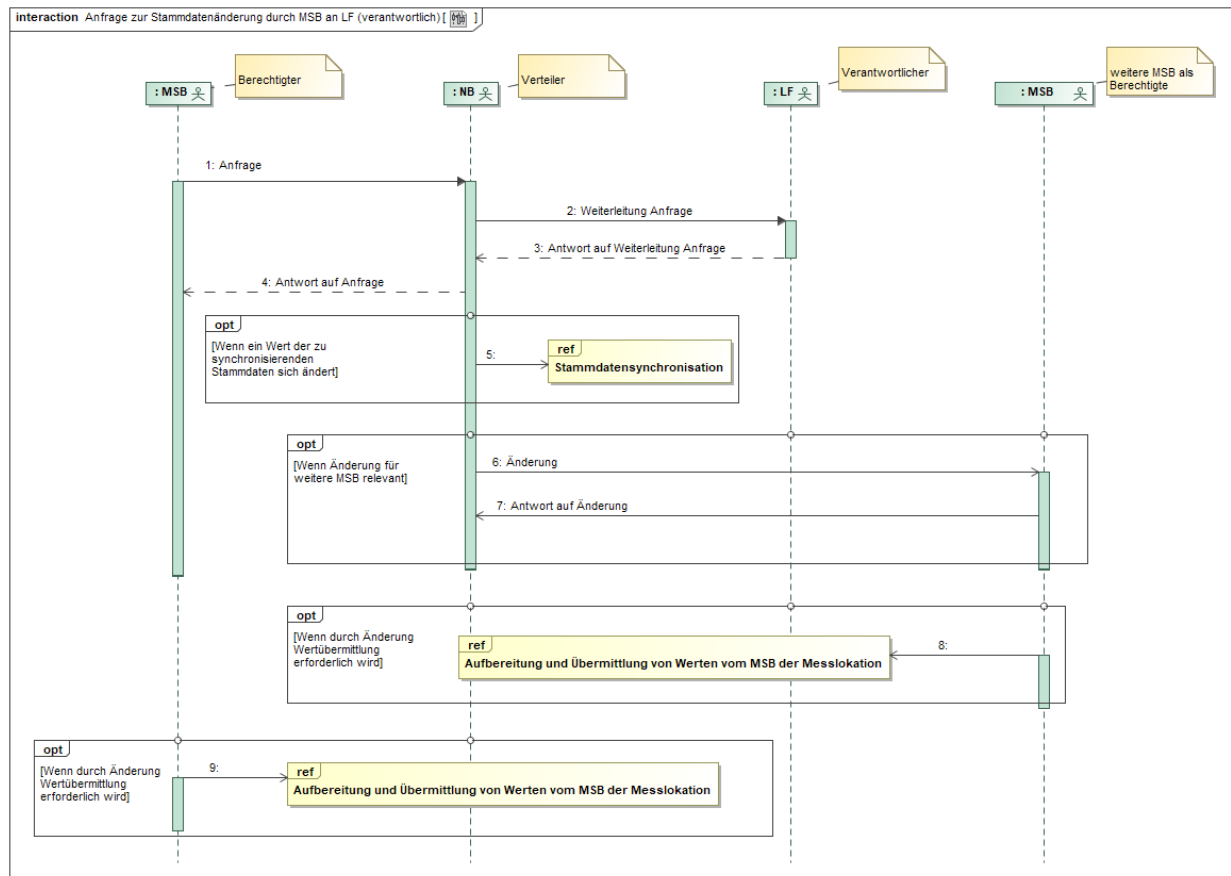 interaction Anfrage zur Stammdatenänderung durch MSB an LF (verantwortlich) [ ]
Berechtigter
Verteiler
Verantwortlicher
weitere MSB als
Berechtigte
: MSB
: NB
: LF
: MSB
1: Anfrage
2: Weiterleitung Anfrage
3: Antwort auf Weiterleitung Anfrage
4: Antwort auf Anfrage
opt
[Wenn ein Wert der zu
synchronisierenden
Stammdaten sich ändert]
5:
ref
Stammdatensynchronisation
opt
[Wenn Änderung für
weitere MSB relevant]
6: Änderung
7: Antwort auf Änderung
opt
[Wenn durch Änderung
Wertübermittlung
erforderlich wird]
ref
Aufbereitung und Übermittlung von Werten vom MSB der Messlokation
8:
opt
[Wenn durch Änderung
Wertübermittlung
erforderlich wird]
9:
ref
Aufbereitung und Übermittlung von Werten vom MSB der Messlokation